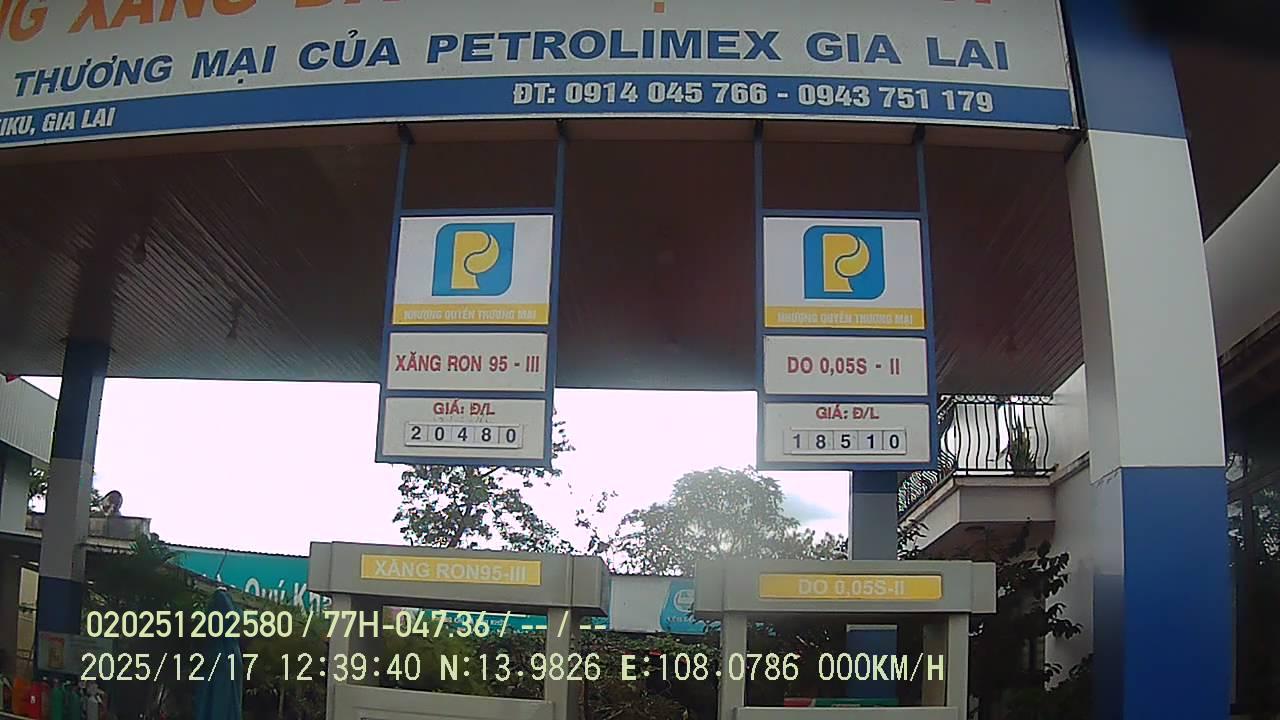 THƯƠNG MẠI CỦA PETROLIMEX GIA LAI
ĐT: 0914 045 766 - 0943 751 179
GIA LAI
NHƯỢNG QUYỀN THƯƠNG MẠI
XĂNG RON 95 - III
GIÁ: Đ/L
20480
NHƯỢNG QUYỀN THƯƠNG MẠI
DO 0,05S - II
GIÁ: Đ/L
18510
XĂNG RON95-III
DO 0,05S-II
Quý
020251202580 / 77H-047.36 / -- / --
2025/12/17 12:39:40 N:13.9826 E:108.0786 000KM/H